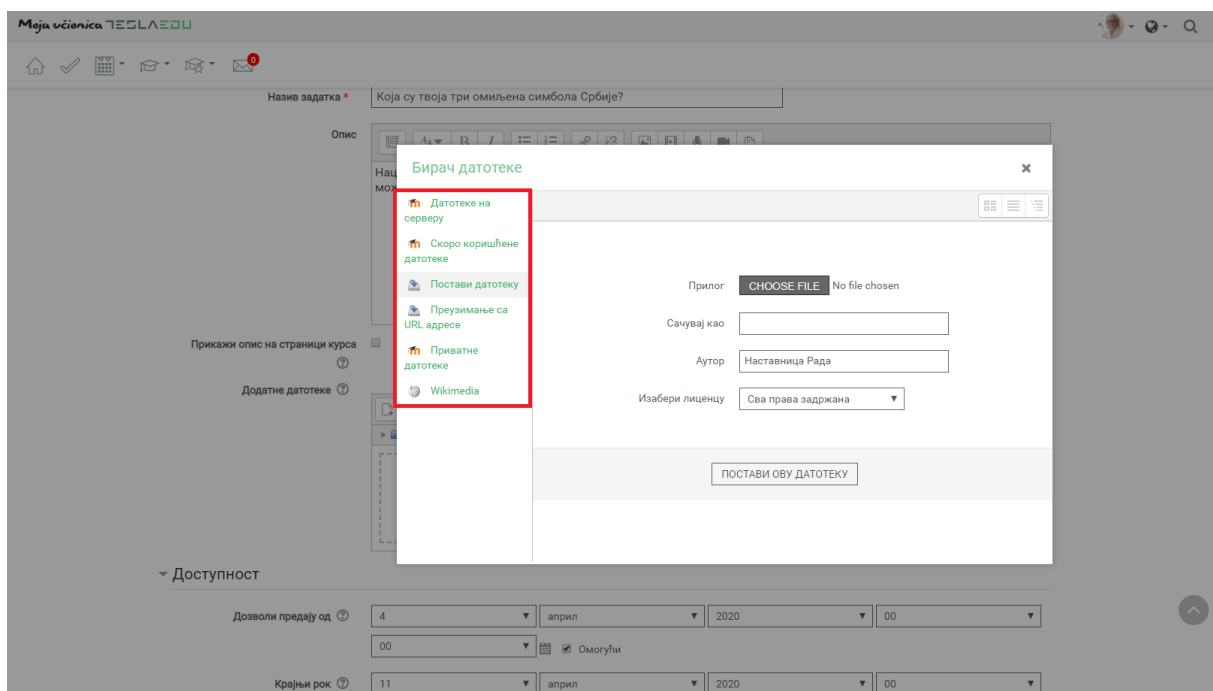 Moja učionica TESLAEDU
0
Назив задатка *
Која су твоја три омиљена симбола Србије?
Опис
Бирач датотеке
Датотеке на
серверу
Скоро коришћене
датотеке
Постави датотеку
Преузимање са
URL адресе
Приватне
датотеке
Wikimedia
Прилог
CHOOSE FILE No file chosen
Сачувај као
Аутор
Наставница Рада
Изабери лиценцу
Сва права задржана
ПОСТАВИ ОВУ ДАТОТЕКУ
Прикажи опис на страници курса
Додатне датотеке
Доступност
Дозволи предају од
4 април 2020 00
00 Омогући
Крајњи рок
11 април 2020 00